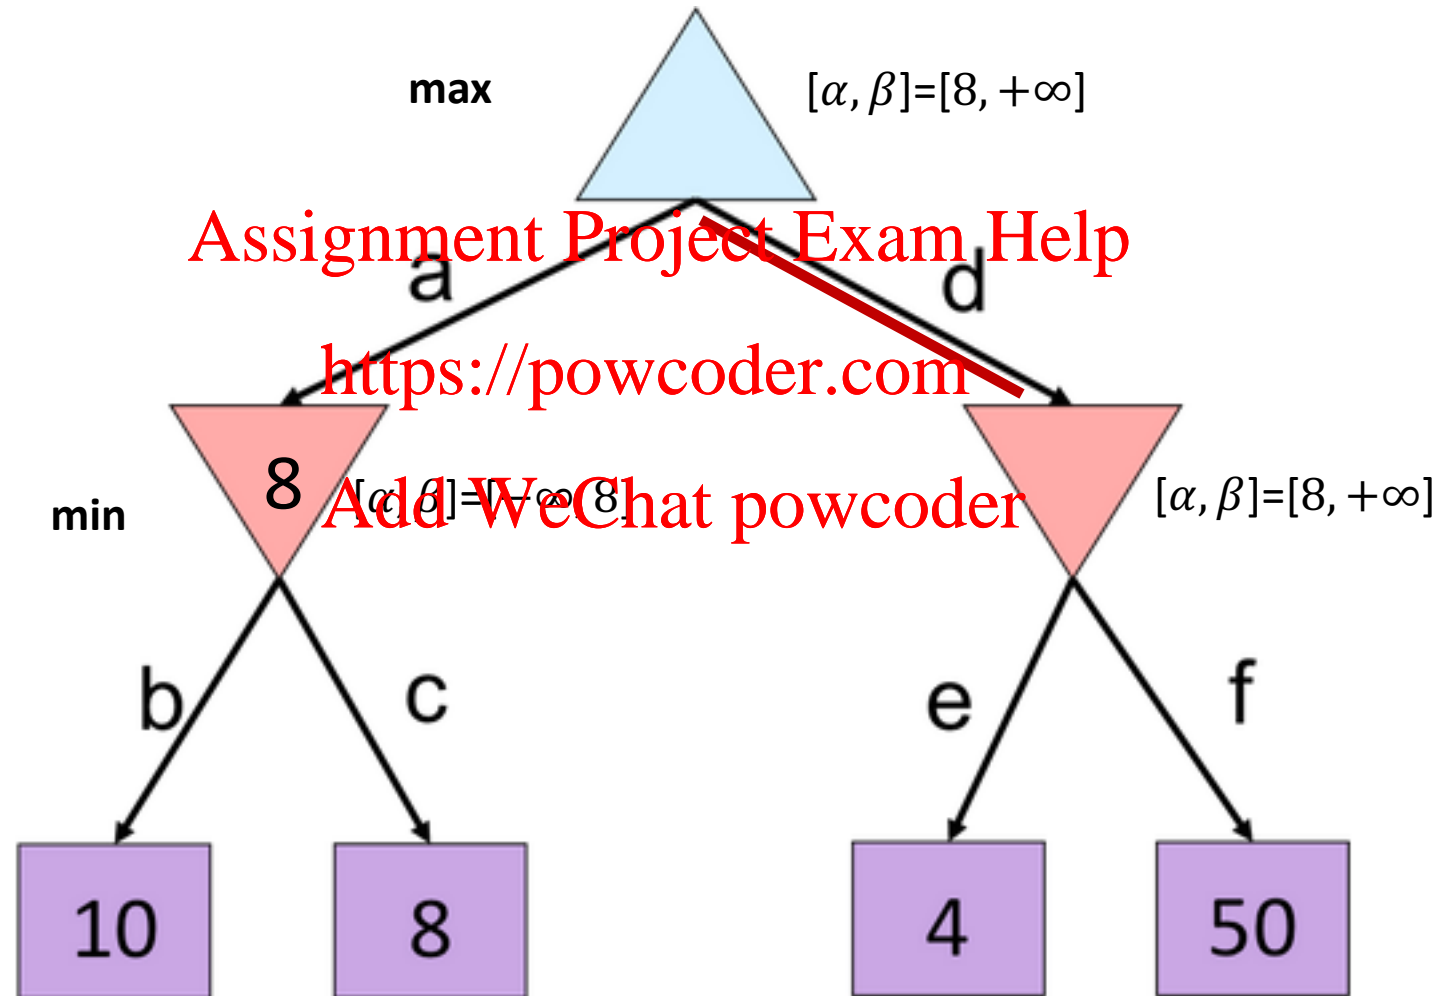 max
[α, β]=[8, +∞]
Assignment Project Exam Help
a
d
https://powcoder.com
8
[α, β]=[−∞, 8]
Add WeChat powcoder
[α, β]=[8, +∞]
min
b
c
e
f
10
8
4
50